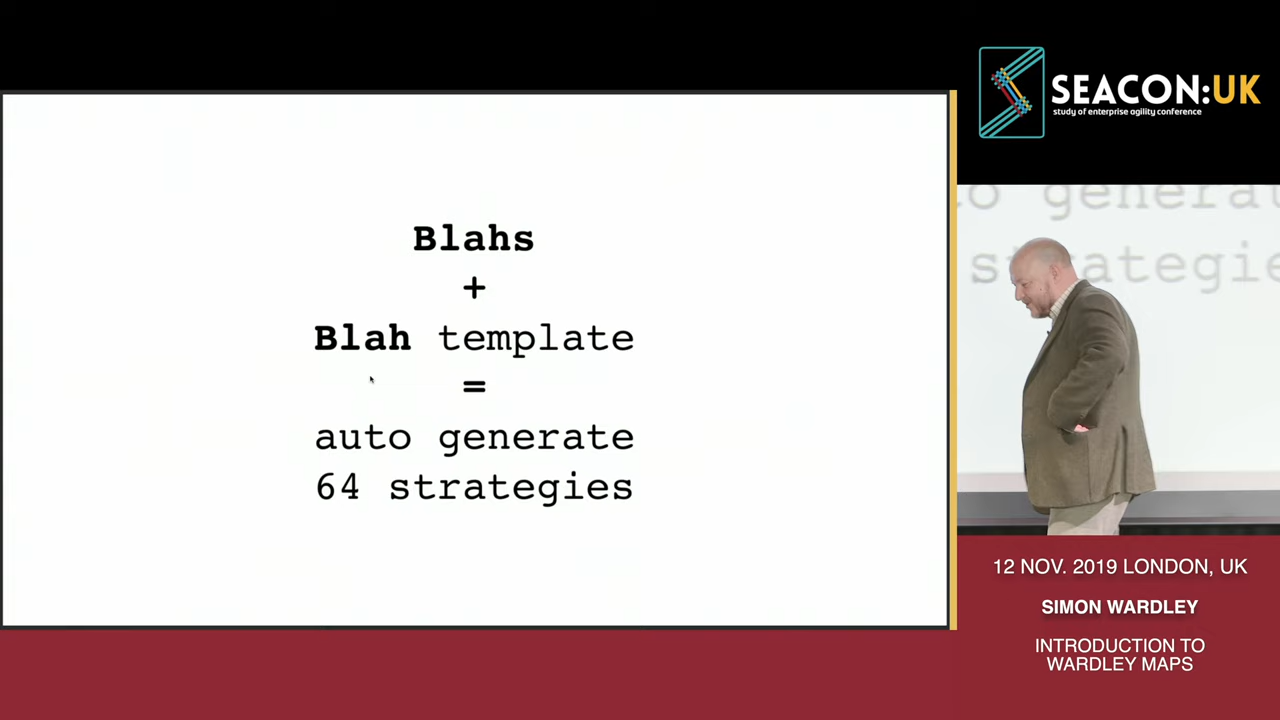 Blahs
+
Blah template
=
auto generate
64 strategies
SEACON:UK
study of enterprise agility conference
12 NOV. 2019 LONDON, UK
SIMON WARDLEY
INTRODUCTION TO
WARDLEY MAPS